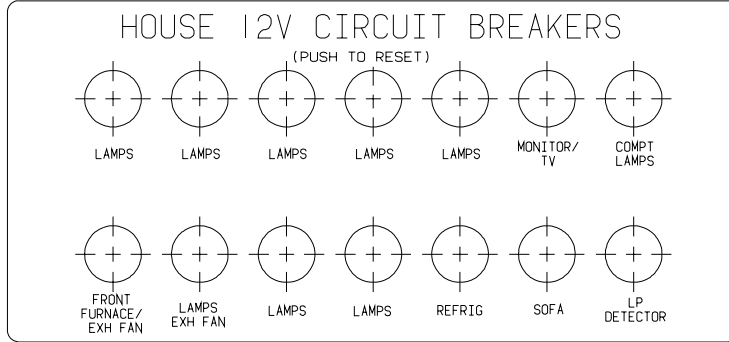 HOUSE 12V CIRCUIT BREAKERS
(PUSH TO RESET)
LAMPS LAMPS LAMPS LAMPS LAMPS MONITOR/ TV COMPT LAMPS
FRONT FURNACE/ EXH FAN LAMPS EXH FAN LAMPS LAMPS REFRIG SOFA LP DETECTOR